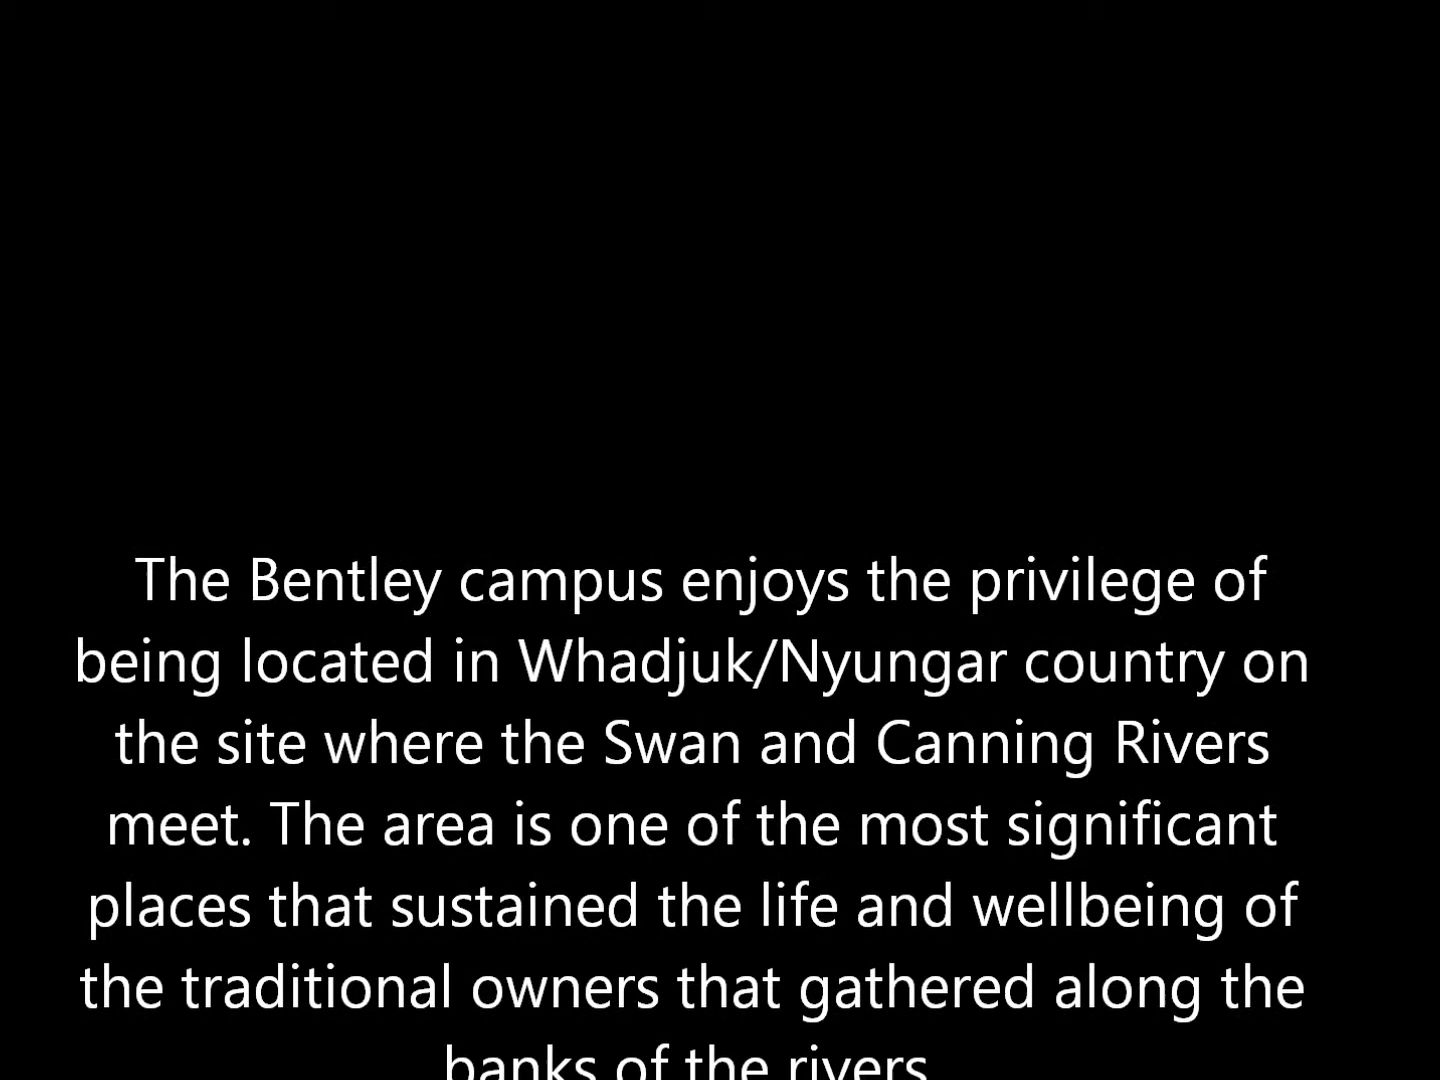 The Bentley campus enjoys the privilege of
being located in Whadjuk/Nyungar country on
the site where the Swan and Canning Rivers
meet. The area is one of the most significant
places that sustained the life and wellbeing of
the traditional owners that gathered along the
banks of the rivers